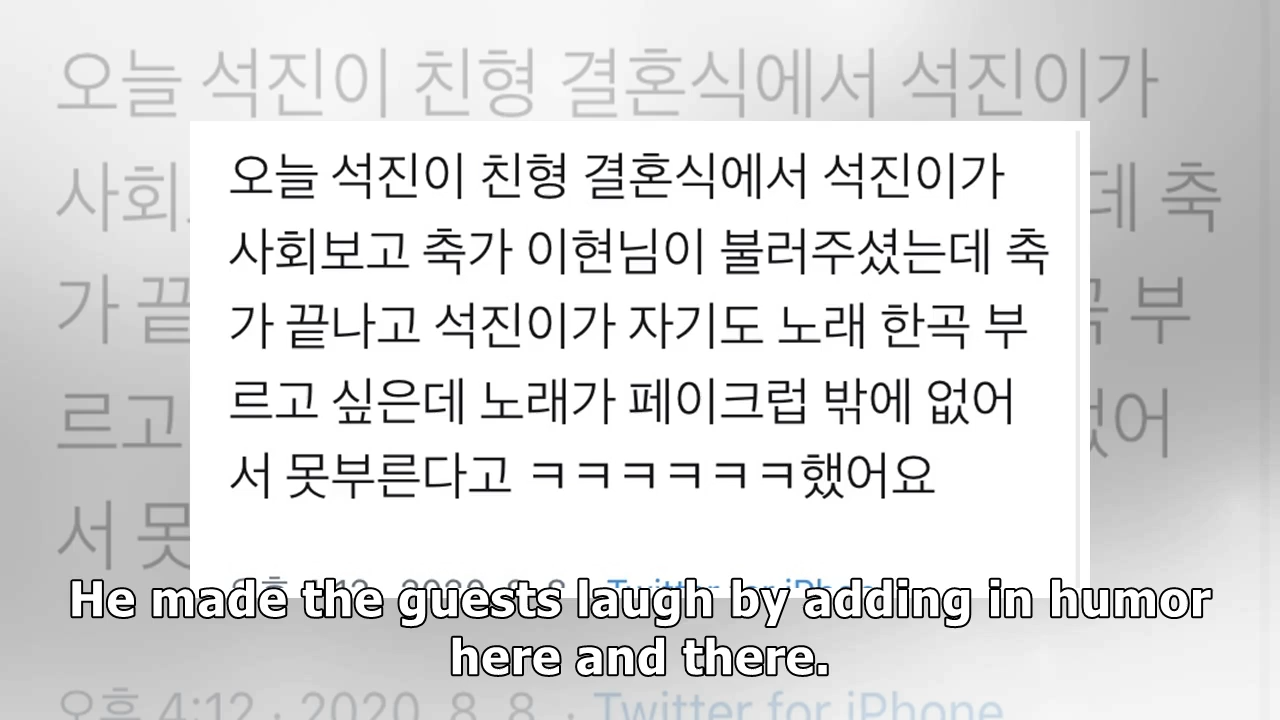 오늘 석진이 친형 결혼식에서 석진이가
사회보고 축가 이현님이 불러주셨는데 축
가 끝나고 석진이가 자기도 노래 한곡 부
르고 싶은데 노래가 페이크럽 밖에 없어
서 못부른다고 ㅋㅋㅋㅋㅋㅋ했어요
He made the guests laugh by adding in humor
here and there.
오후 4:12 · 2020. 8. 8. · Twitter for iPhone